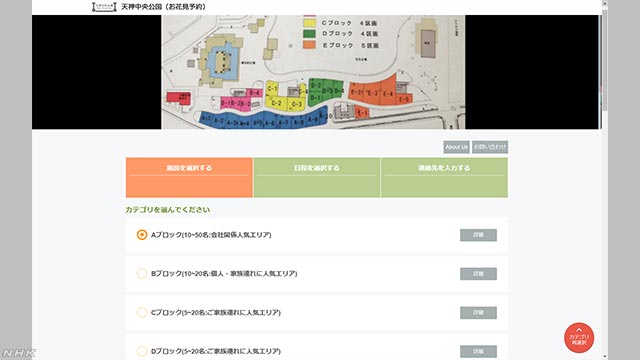 天神中央公園（お花見予約）
Cブロック 4区画
Dブロック 4区画
Eブロック 5区画
C-1
C-2
C-3
D-1
D-2
D-3
D-4
E-1
E-2
E-3
E-4
E-5
About Us
お問い合わせ
施設を選択する
日程を選択する
連絡先を入力する
カテゴリを選んでください
Aブロック(10~50名:会社関係人気エリア)
詳細
Bブロック(10~20名:個人・家族連れに人気エリア)
詳細
Cブロック(5~20名:ご家族連れに人気エリア)
詳細
Dブロック(5~20名:ご家族連れに人気エリア)
詳細
カテゴリ
再選択
NHK